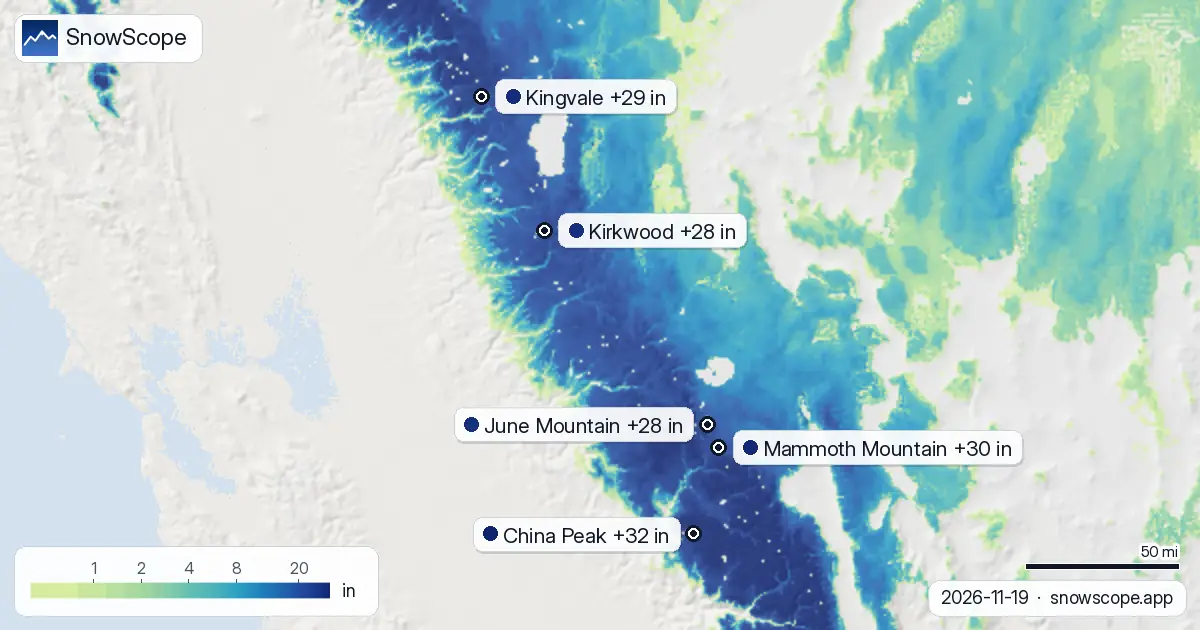 SnowScope
Kingvale +29 in
Kirkwood +28 in
June Mountain +28 in
Mammoth Mountain +30 in
China Peak +32 in
1 2 4 8 20
in
50 mi
2026-11-19 · snowscope.app